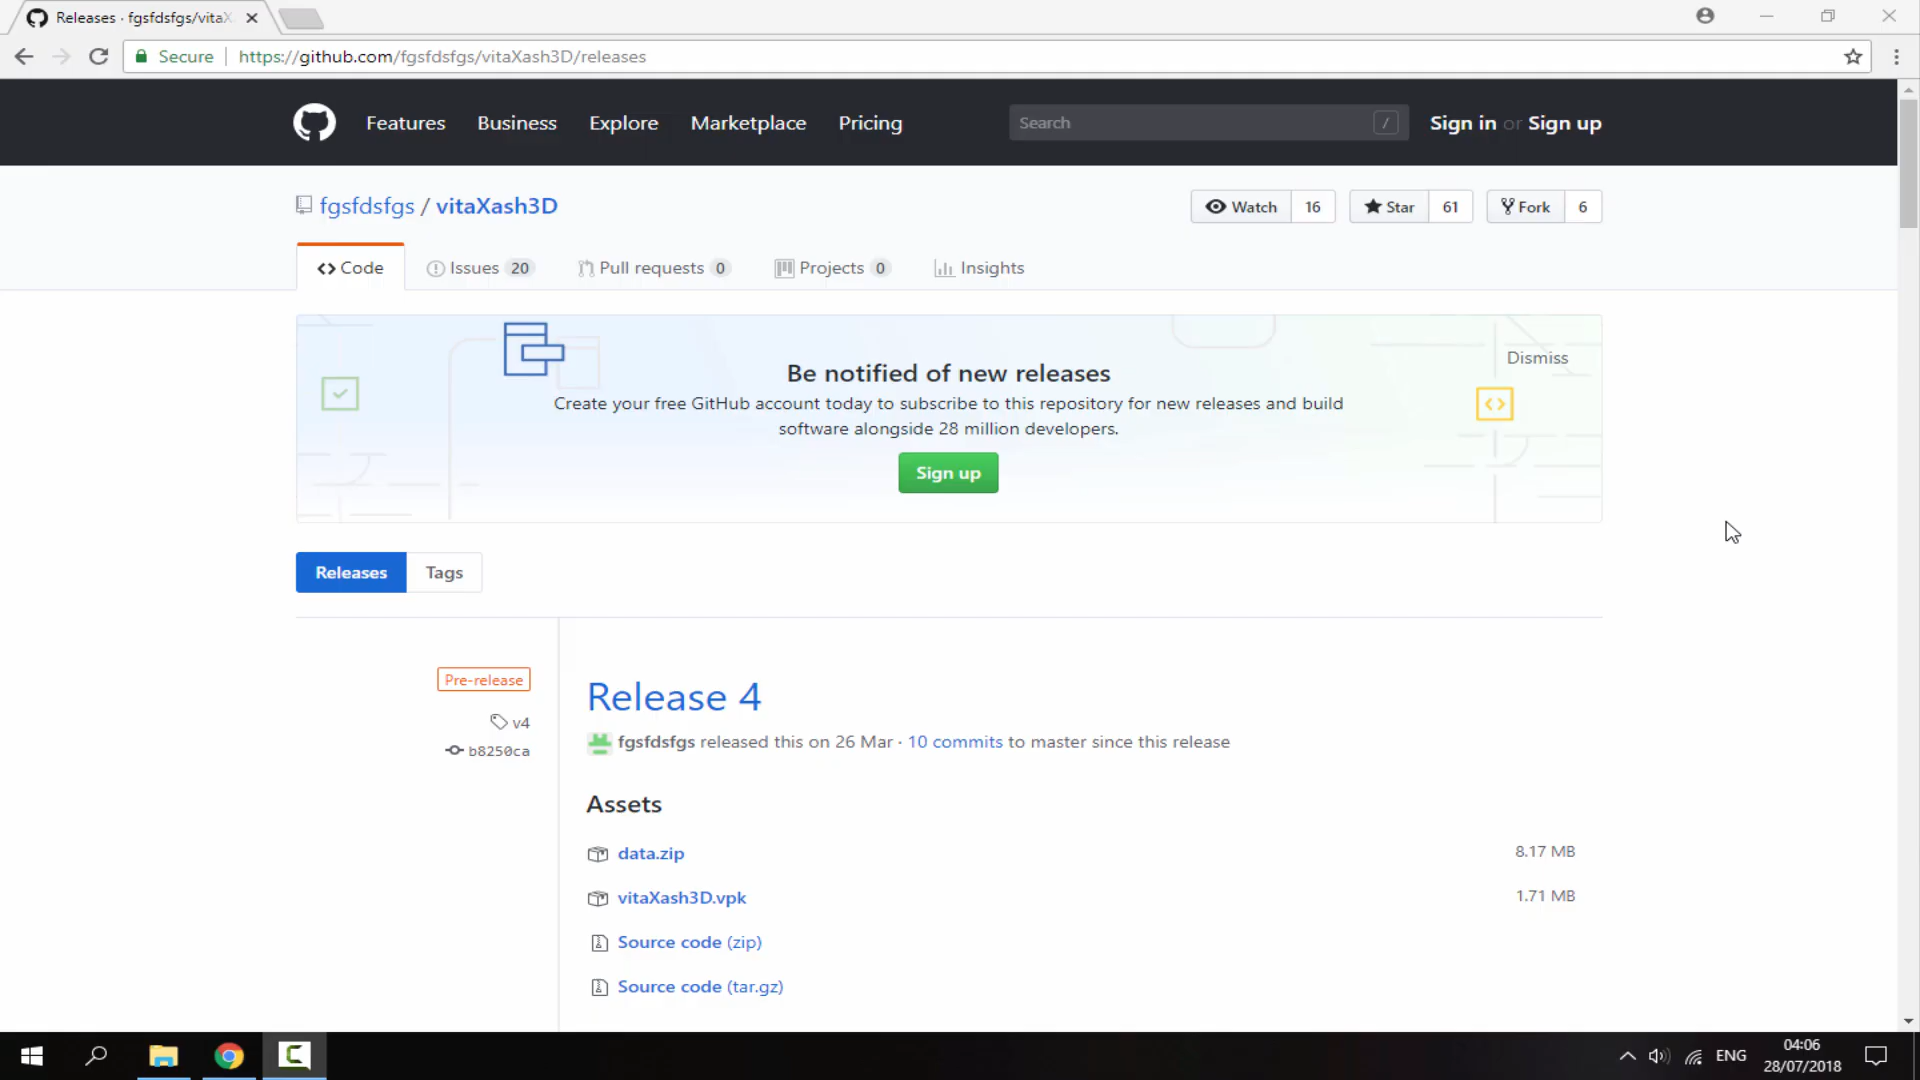 Releases · fgsfdsfgs/vitaX
Secure https://github.com/fgsfdsfgs/vitaXash3D/releases
Features Business Explore Marketplace Pricing Search / Sign in or Sign up
fgsfdsfgs / vitaXash3D Watch 16 Star 61 Fork 6
Code Issues 20 Pull requests 0 Projects 0 Insights
Dismiss
Be notified of new releases
Create your free GitHub account today to subscribe to this repository for new releases and build
software alongside 28 million developers.
Sign up
Releases Tags
Pre-release
v4
b8250ca
Release 4
fgsfdsfgs released this on 26 Mar · 10 commits to master since this release
Assets
data.zip 8.17 MB
vitaXash3D.vpk 1.71 MB
Source code (zip)
Source code (tar.gz)
ENG
04:06
28/07/2018